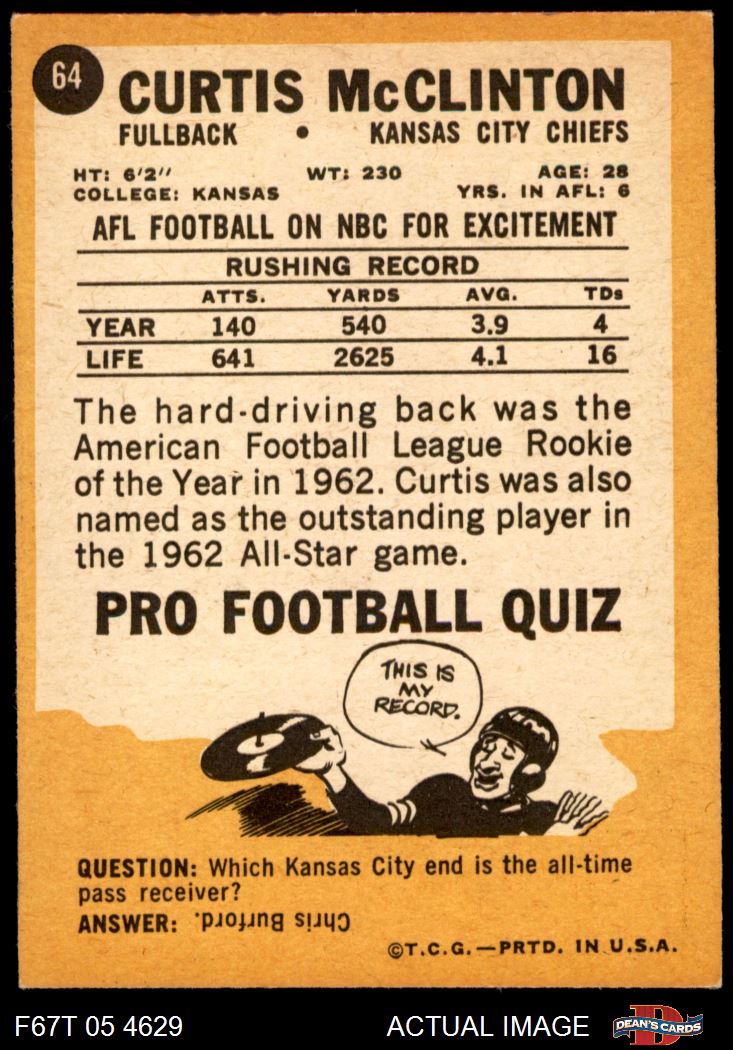 64
CURTIS McCLINTON
FULLBACK • KANSAS CITY CHIEFS
HT: 6'2" WT: 230 AGE: 28
COLLEGE: KANSAS YRS. IN AFL: 6
AFL FOOTBALL ON NBC FOR EXCITEMENT
RUSHING RECORD
ATTS. YARDS AVG. TDs
YEAR 140 540 3.9 4
LIFE 641 2625 4.1 16
The hard-driving back was the
American Football League Rookie
of the Year in 1962. Curtis was also
named as the outstanding player in
the 1962 All-Star game.
PRO FOOTBALL QUIZ
THIS IS
MY
RECORD.
QUESTION: Which Kansas City end is the all-time
pass receiver?
ANSWER: Chris Burford.
©T.C.G.—PRTD. IN U.S.A.
F67T 05 4629 ACTUAL IMAGE DEAN'S CARDS